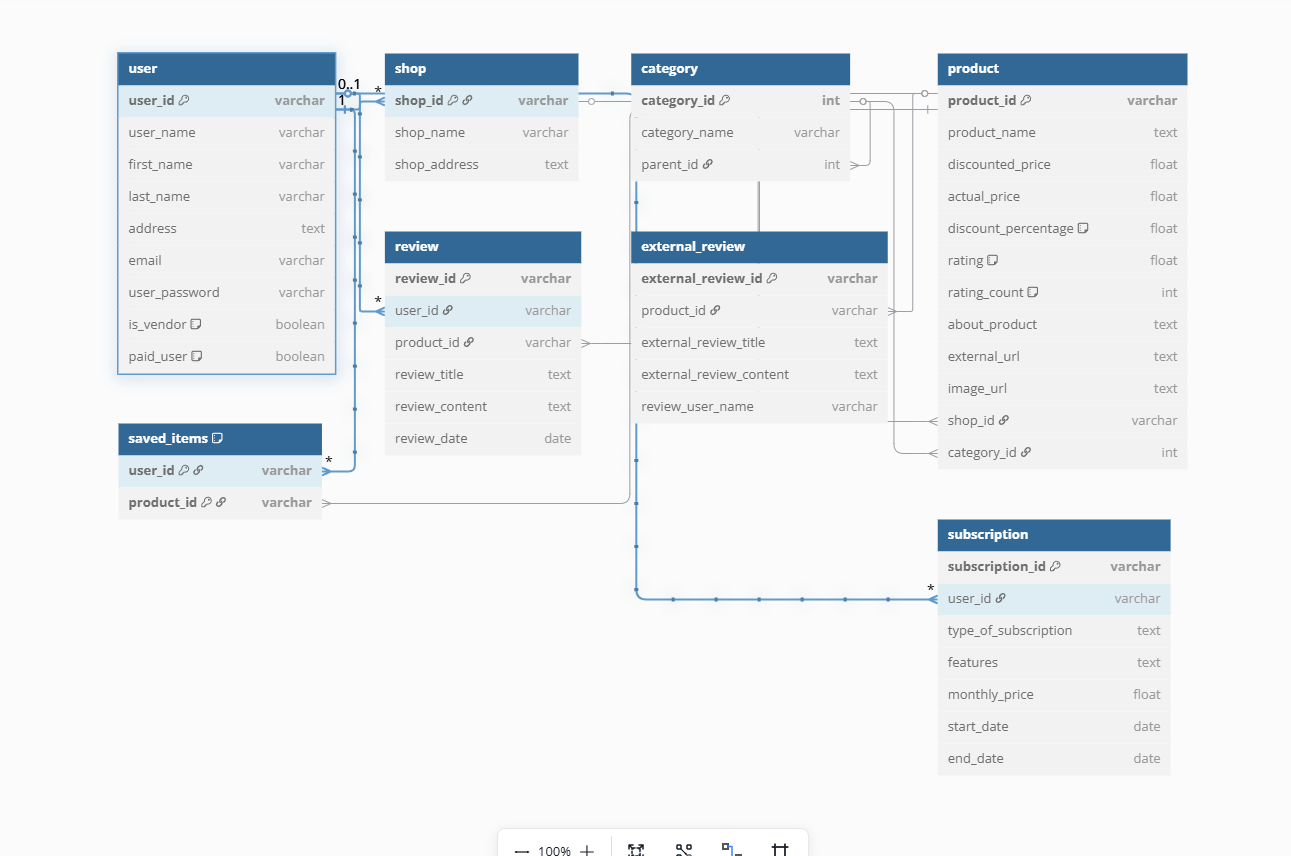 user
user_id varchar
user_name varchar
first_name varchar
last_name varchar
address text
email varchar
user_password varchar
is_vendor boolean
paid_user boolean
0..1
1
*
shop
shop_id varchar
shop_name varchar
shop_address text
category
category_id int
category_name varchar
parent_id int
product
product_id varchar
product_name text
discounted_price float
actual_price float
discount_percentage float
rating float
rating_count int
about_product text
external_url text
image_url text
shop_id varchar
category_id int
*
review
review_id varchar
user_id varchar
product_id varchar
review_title text
review_content text
review_date date
external_review
external_review_id varchar
product_id varchar
external_review_title text
external_review_content text
review_user_name varchar
saved_items
user_id varchar
product_id varchar
*
*
subscription
subscription_id varchar
user_id varchar
type_of_subscription text
features text
monthly_price float
start_date date
end_date date
100%